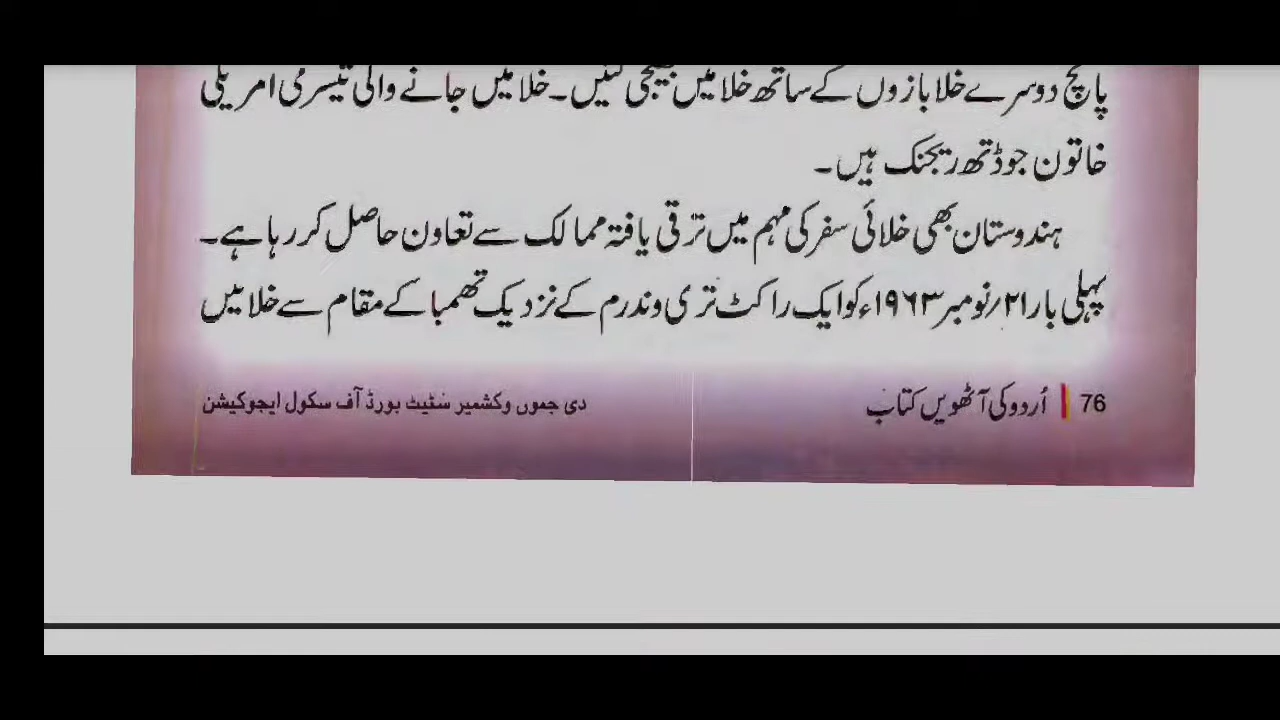 پانچ دوسرے خلابازوں کے ساتھ خلا میں بھیجی گئیں۔ خلا میں جانے والی تیسری امریکی
خاتون جوڈتھ ریجنک ہیں۔
ہندوستان بھی خلائی سفر کی مہم میں ترقی یافتہ ممالک سے تعاون حاصل کر رہا ہے۔
پہلی بار ۲۱/نومبر ۱۹۶۳ء کو ایک راکٹ تری وندرم کے نزدیک تھمبا کے مقام سے خلا میں
76 اُردو کی آٹھویں کتاب
دی جموں وکشمیر سٹیٹ بورڈ آف سکول ایجوکیشن